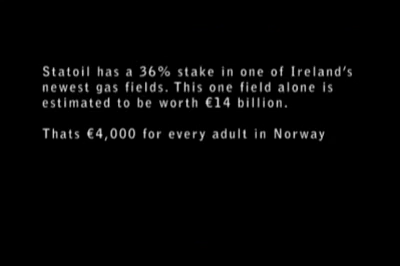 Statoil has a 36% stake in one of Ireland's
newest gas fields. This one field alone is
estimated to be worth €14 billion.
Thats €4,000 for every adult in Norway